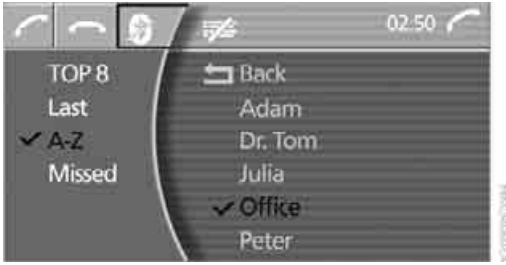 02.50
TOP 8
Last
A-Z
Missed
Back
Adam
Dr. Tom
Julia
Office
Peter